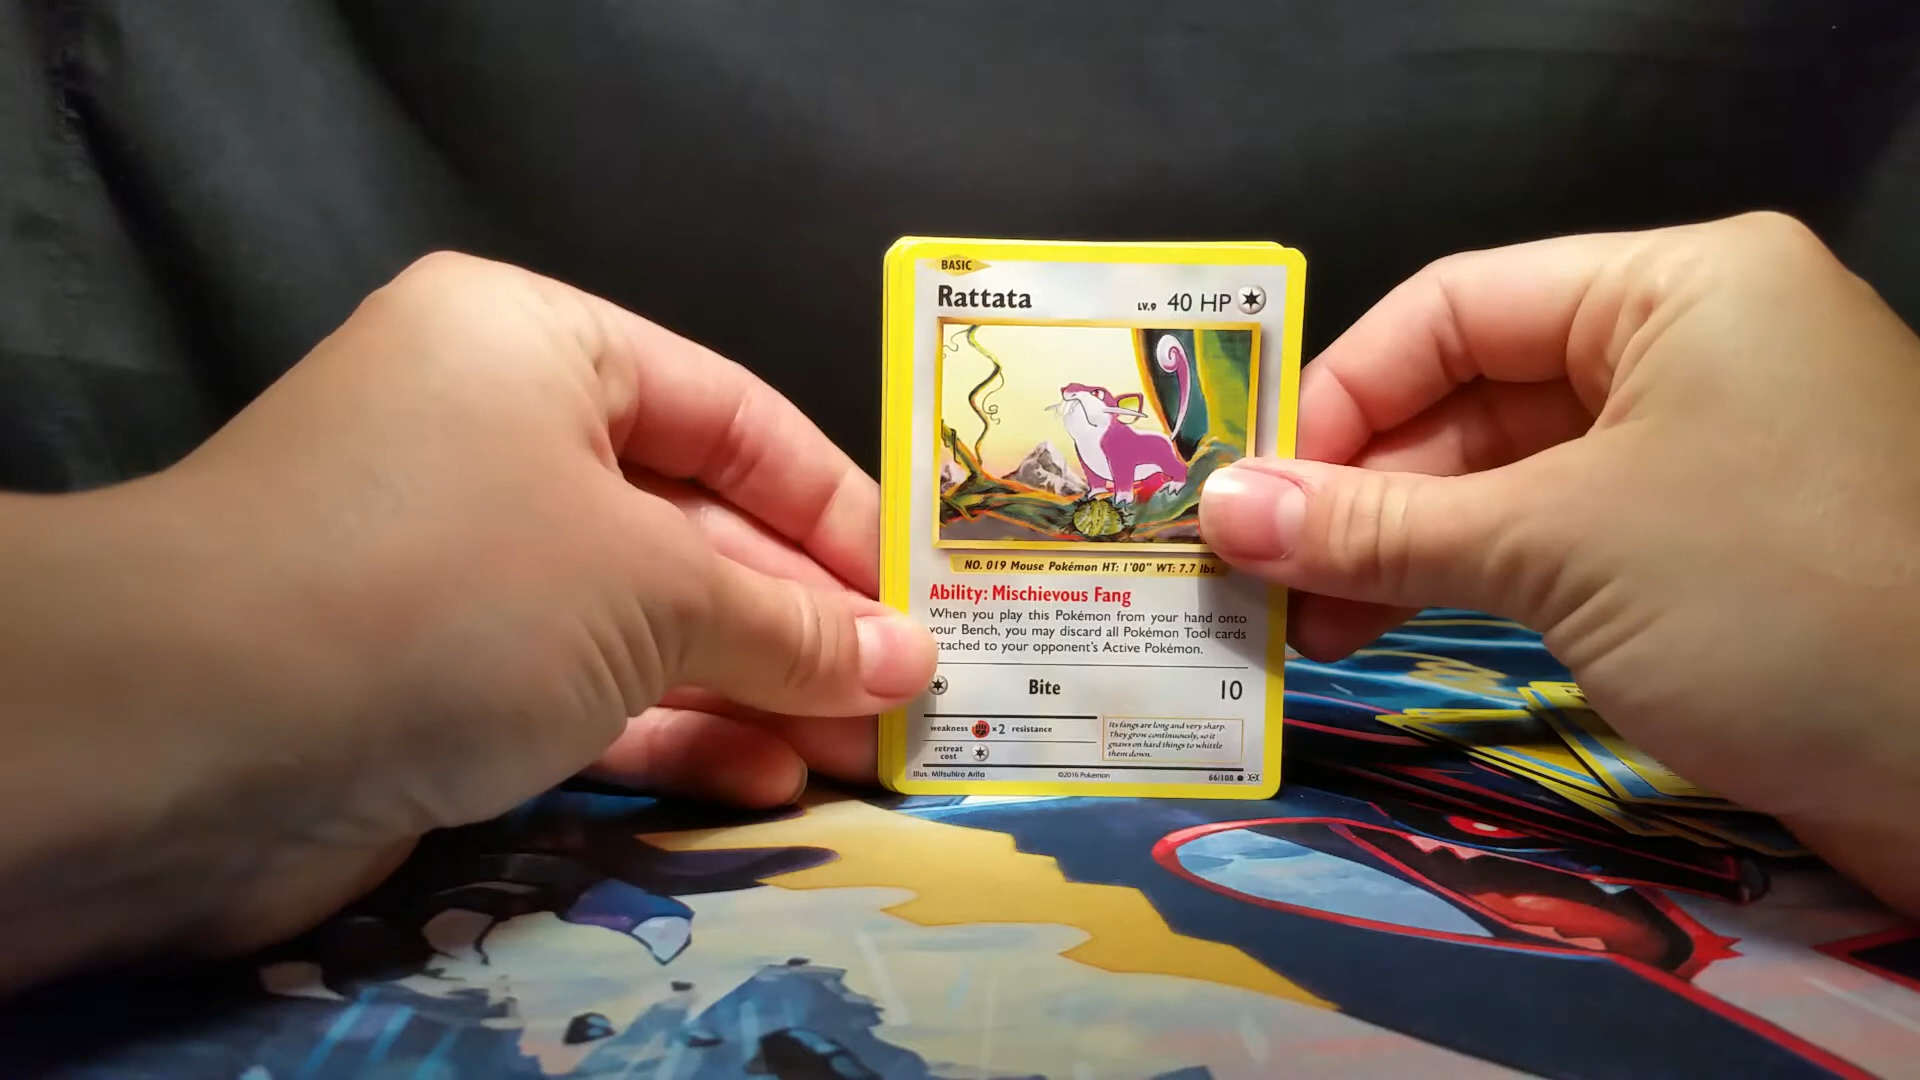 BASIC
Rattata LV.9 40 HP
NO. 019 Mouse Pokémon HT: 1'00" WT: 7.7 lbs
Ability: Mischievous Fang
When you play this Pokémon from your hand onto
your Bench, you may discard all Pokémon Tool cards
ttached to your opponent's Active Pokémon.
Bite 10
weakness ×2 resistance
retreat
cost
Its fangs are long and very sharp.
They grow continuously, so it
gnaws on hard things to whittle
them down.
Illus. Mitsuhiro Arita ©2016 Pokémon 66/108